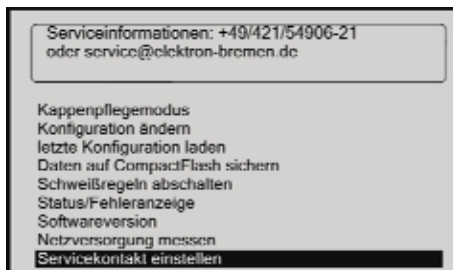 Serviceinformationen: +49/421/54906-21
oder service@elektron-bremen.de
Kappenpflegemodus
Konfiguration ändern
letzte Konfiguration laden
Daten auf CompactFlash sichern
Schweißregeln abschalten
Status/Fehleranzeige
Softwareversion
Netzversorgung messen
Servicekontakt einstellen